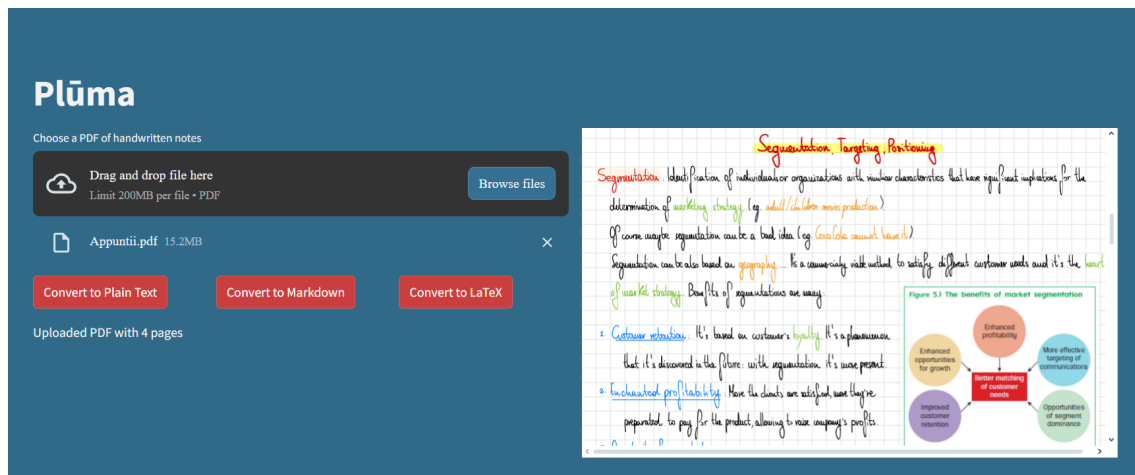 Plūma
Choose a PDF of handwritten notes
Drag and drop file here
Limit 200MB per file • PDF
Browse files
Appuntii.pdf 15.2MB
Convert to Plain Text
Convert to Markdown
Convert to LaTeX
Uploaded PDF with 4 pages
Segmentation, Targeting, Positioning
Segmentation: Identification of individuals or organizations with similar characteristics that have significant implications for the
determination of marketing strategy (eg. adult/children movies production).
Of course maybe segmentation can be a bad idea (eg. CocaCola cannot have it).
Segmentation can be also based on geography ... It's a commercialy viable method to satisfy different customer needs and it's the heart
of market strategy. Benefits of segmentations are many:
1. Customer retention: It's based on customer's loyalty. It's a phenomenon
that it's discovered in the future: with segmentation it's more present.
2. Enchanted profitability: More the clients are satisfied, more they're
preparated to pay for the product, allowing to raise company's profits.
Figure 5.1 The benefits of market segmentation
Enhanced
profitability
Enhanced
opportunities
for growth
More effective
targeting of
communications
Better matching
of customer
needs
Improved
customer
retention
Opportunities
of segment
dominance